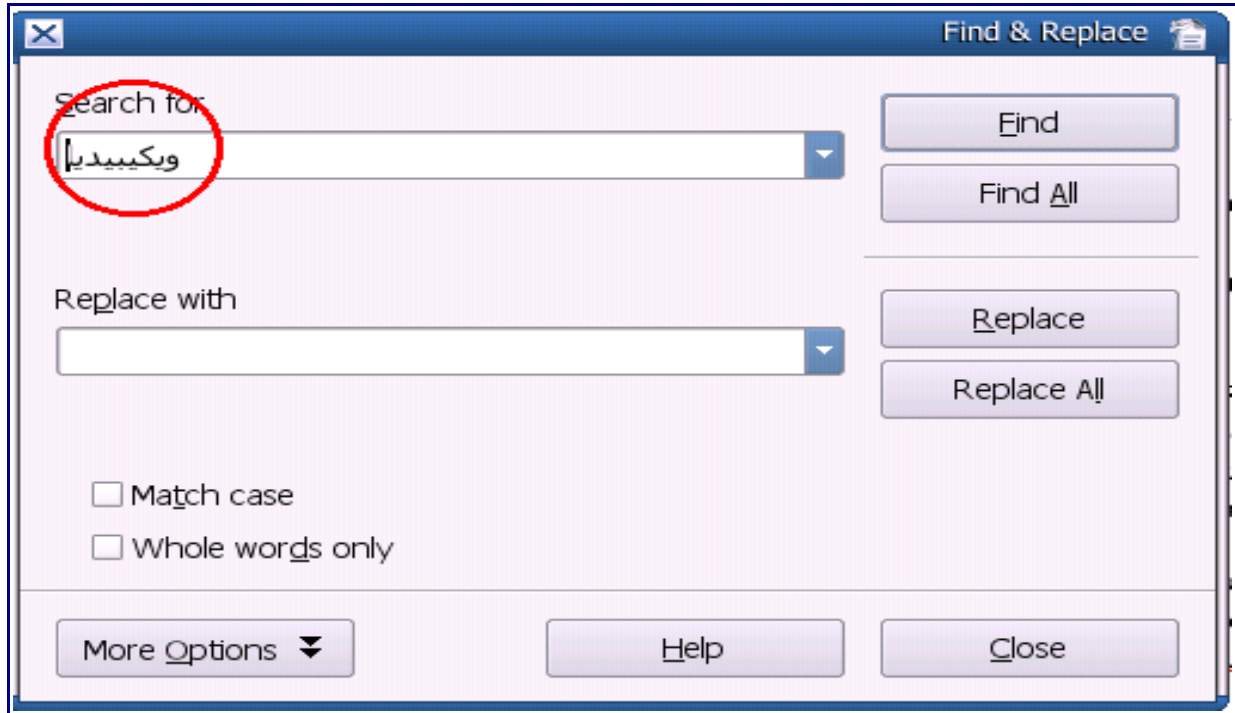 Find & Replace
Search for
ويكيبيديا
Find
Find All
Replace with
Replace
Replace All
Match case
Whole words only
More Options
Help
Close